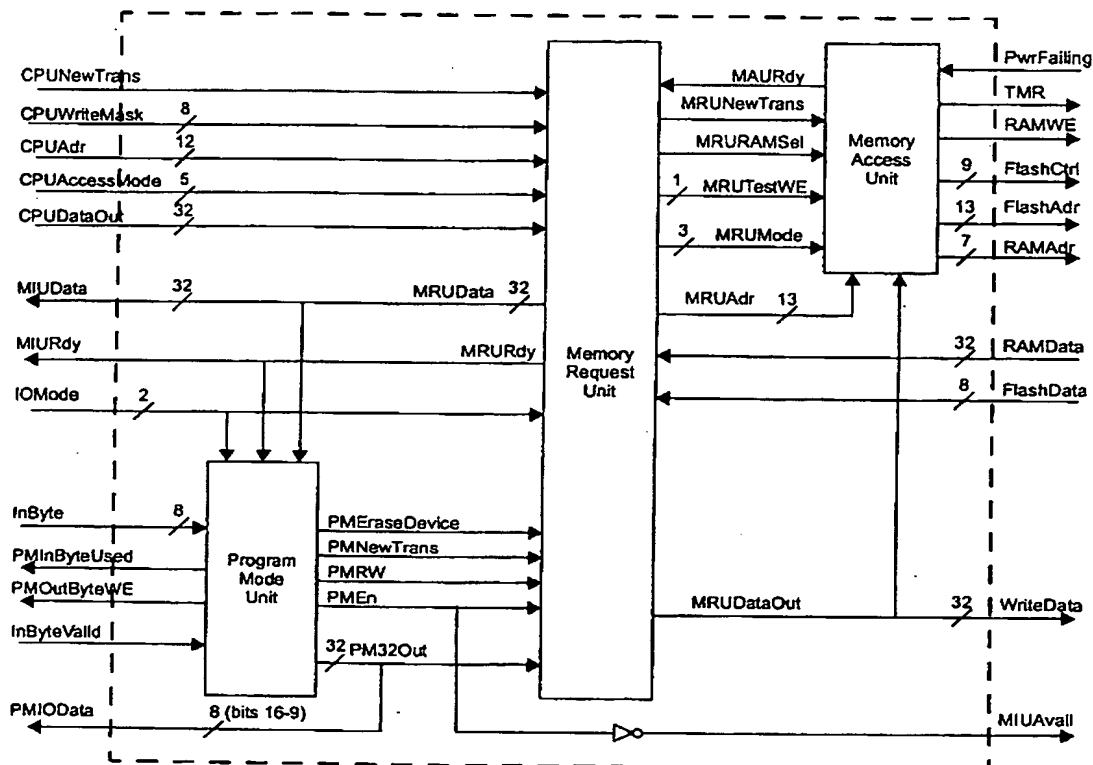 CPUNewTrans
CPUWriteMask 8
CPUAdr 12
CPUAccessMode 5
CPUDataOut 32
MIUData 32
MRUData 32
MIURdy
MRURdy
IOMode 2
InByte 8
PMInByteUsed
PMOutByteWE
InByteValid
PMIOData
8 (bits 16-9)
Program
Mode
Unit
PMEraseDevice
PMNewTrans
PMRW
PMEn
32 PM32Out
Memory
Request
Unit
MAURdy
MRUNewTrans
MRURAMSel
1 MRUTestWE
3 MRUMode
MRUAdr 13
Memory
Access
Unit
PwrFailing
TMR
RAMWE
9 FlashCtrl
13 FlashAdr
7 RAMAdr
32 RAMData
8 FlashData
MRUDataOut
32 WriteData
MIUAvail